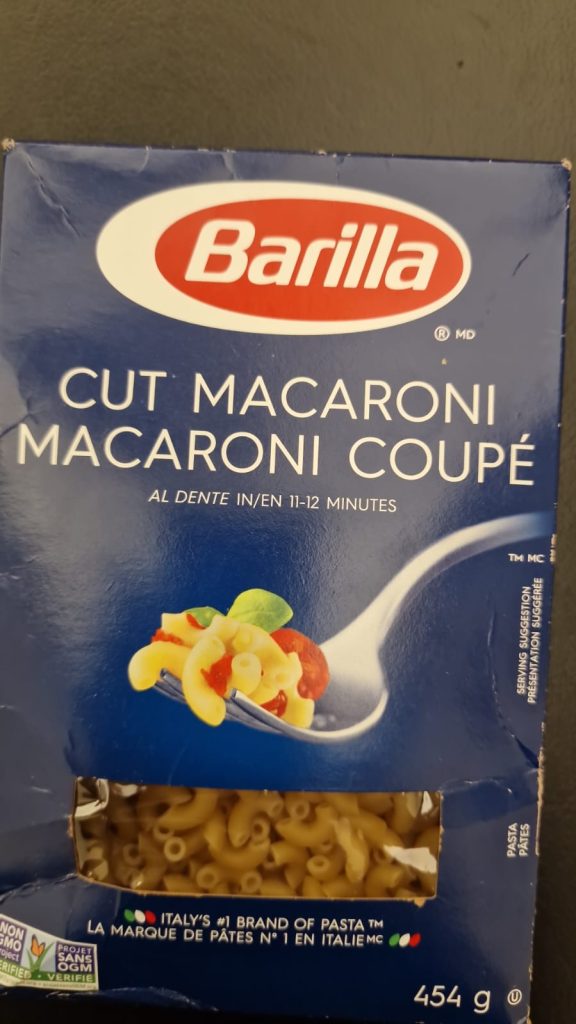 Barilla
® MD
CUT MACARONI
MACARONI COUPÉ
AL DENTE IN/EN 11-12 MINUTES
TM MC
SERVING SUGGESTION
PRÉSENTATION SUGGÉRÉE
PASTA
PÂTES
ITALY'S #1 BRAND OF PASTA TM
LA MARQUE DE PÂTES N° 1 EN ITALIE MC
NON
GMO
Project
VERIFIED
PROJET
SANS
OGM
VÉRIFIÉ
454 g
U